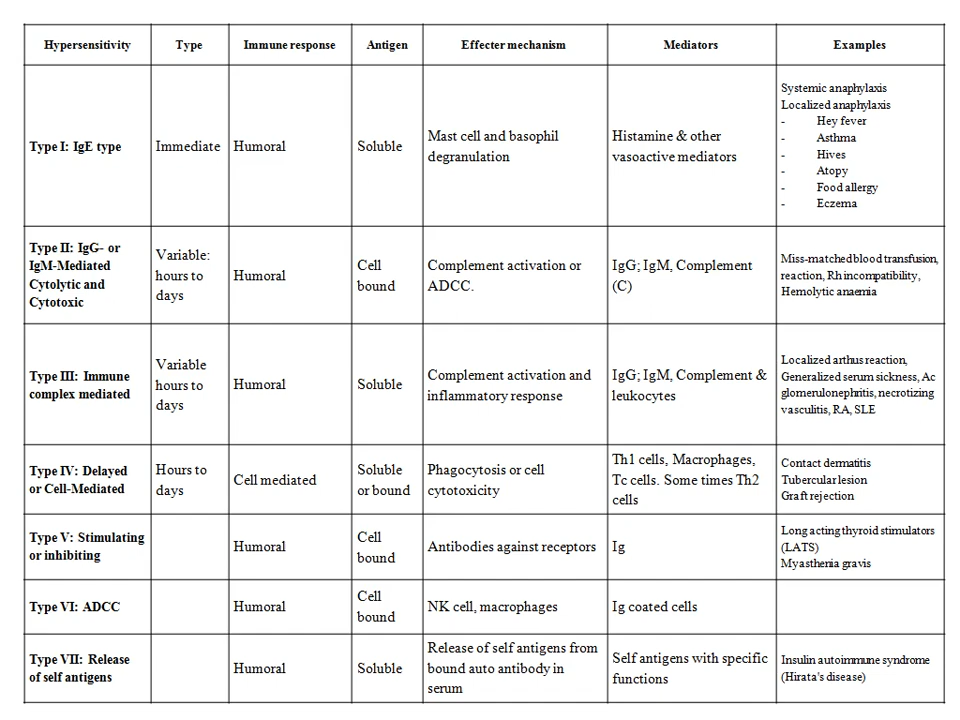 Hypersensitivity Type Immune response Antigen Effecter mechanism Mediators Examples
Type I: IgE type
Immediate
Humoral
Soluble
Mast cell and basophil
degranulation
Histamine & other
vasoactive mediators
Systemic anaphylaxis
Localized anaphylaxis
- Hey fever
- Asthma
- Hives
- Atopy
- Food allergy
- Eczema
Type II: IgG- or
IgM-Mediated
Cytolytic and
Cytotoxic
Variable:
hours to
days
Humoral
Cell
bound
Complement activation or
ADCC.
IgG; IgM, Complement
(C)
Miss-matched blood transfusion,
reaction, Rh incompatibility,
Hemolytic anaemia
Type III: Immune
complex mediated
Variable
hours to
days
Humoral
Soluble
Complement activation and
inflammatory response
IgG; IgM, Complement &
leukocytes
Localized arthus reaction,
Generalized serum sickness, Ac
glomerulonephritis, necrotizing
vasculitis, RA, SLE
Type IV: Delayed
or Cell-Mediated
Hours to
days
Cell mediated
Soluble
or bound
Phagocytosis or cell
cytotoxicity
Th1 cells, Macrophages,
Tc cells. Some times Th2
cells
Contact dermatitis
Tubercular lesion
Graft rejection
Type V: Stimulating
or inhibiting
Humoral
Cell
bound
Antibodies against receptors
Ig
Long acting thyroid stimulators
(LATS)
Myasthenia gravis
Type VI: ADCC
Humoral
Cell
bound
NK cell, macrophages
Ig coated cells
Type VII: Release
of self antigens
Humoral
Soluble
Release of self antigens from
bound auto antibody in
serum
Self antigens with specific
functions
Insulin autoimmune syndrome
(Hirata's disease)